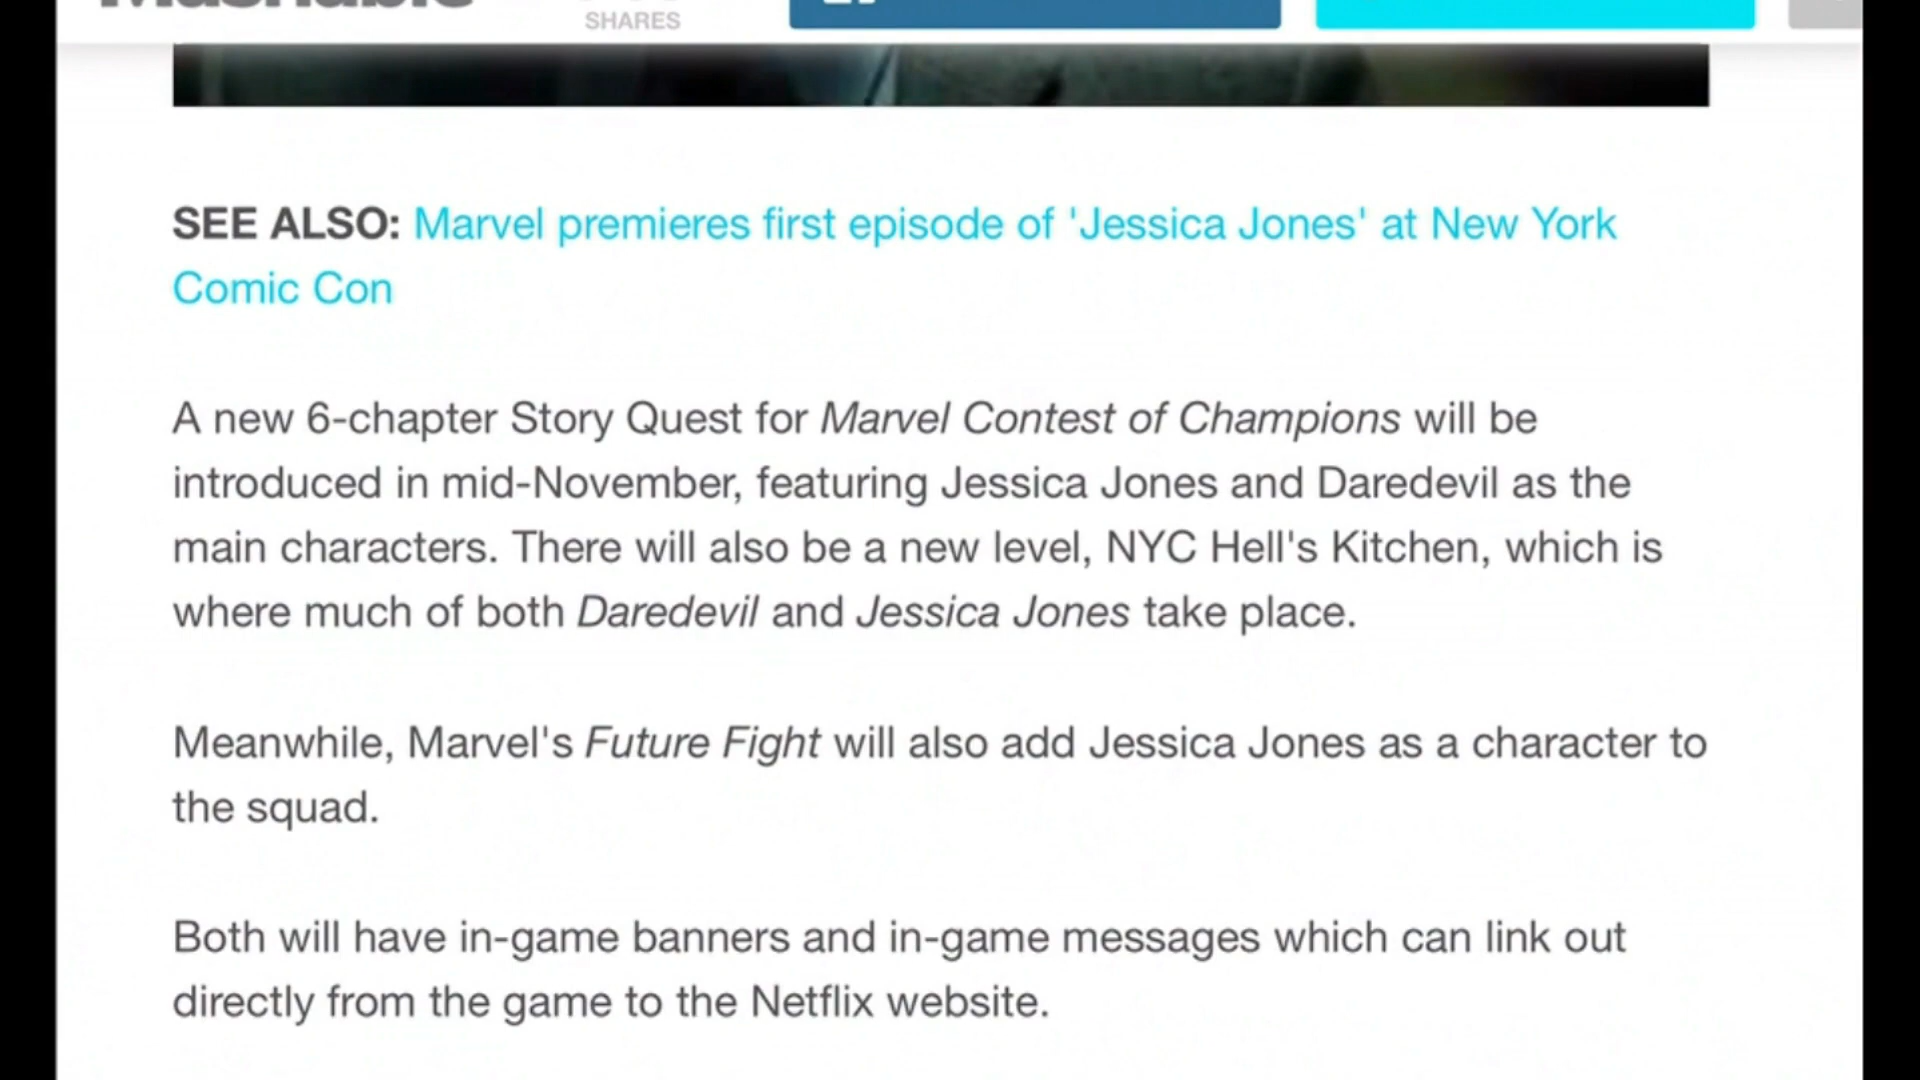 SHARES
SEE ALSO: Marvel premieres first episode of 'Jessica Jones' at New York
Comic Con
A new 6-chapter Story Quest for Marvel Contest of Champions will be
introduced in mid-November, featuring Jessica Jones and Daredevil as the
main characters. There will also be a new level, NYC Hell's Kitchen, which is
where much of both Daredevil and Jessica Jones take place.
Meanwhile, Marvel's Future Fight will also add Jessica Jones as a character to
the squad.
Both will have in-game banners and in-game messages which can link out
directly from the game to the Netflix website.